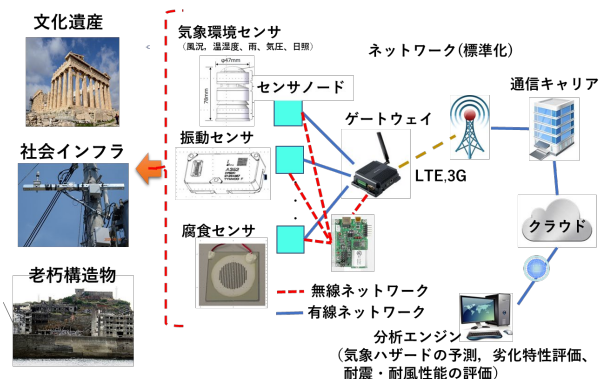 文化遺産
社会インフラ
老朽構造物
気象環境センサ
(風況，温湿度、雨、気圧、日照)
φ47mm
78mm
センサノード
振動センサ
腐食センサ
ネットワーク(標準化)
ゲートウェイ
LTE,3G
通信キャリア
クラウド
無線ネットワーク
有線ネットワーク
分析エンジン
(気象ハザードの予測，劣化特性評価、
耐震・耐風性能の評価)